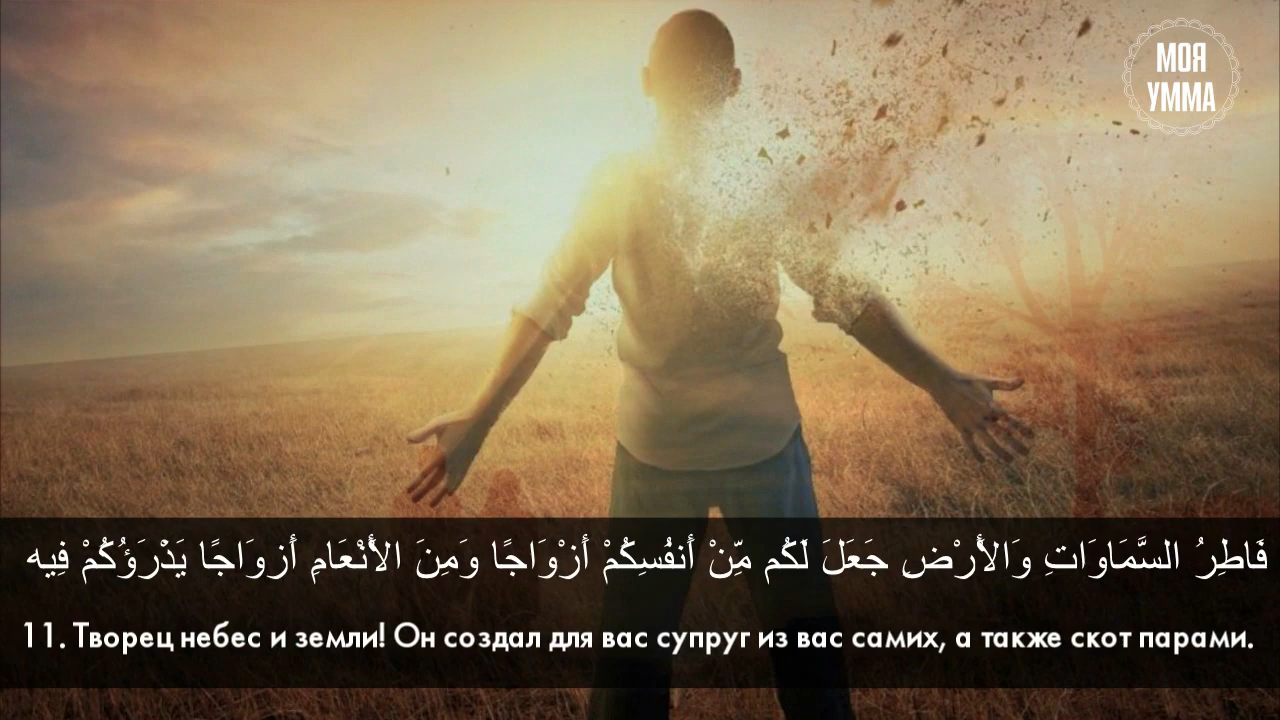 МОЯ
УММА
فَاطِرُ السَّمَاوَاتِ وَالأَرْضِ جَعَلَ لَكُم مِّنْ أَنفُسِكُمْ أَزْوَاجًا وَمِنَ الأَنْعَامِ أَزوَاجًا يَذْرَؤُكُمْ فِيه
11. Творец небес и земли! Он создал для вас супруг из вас самих, а также скот парами.